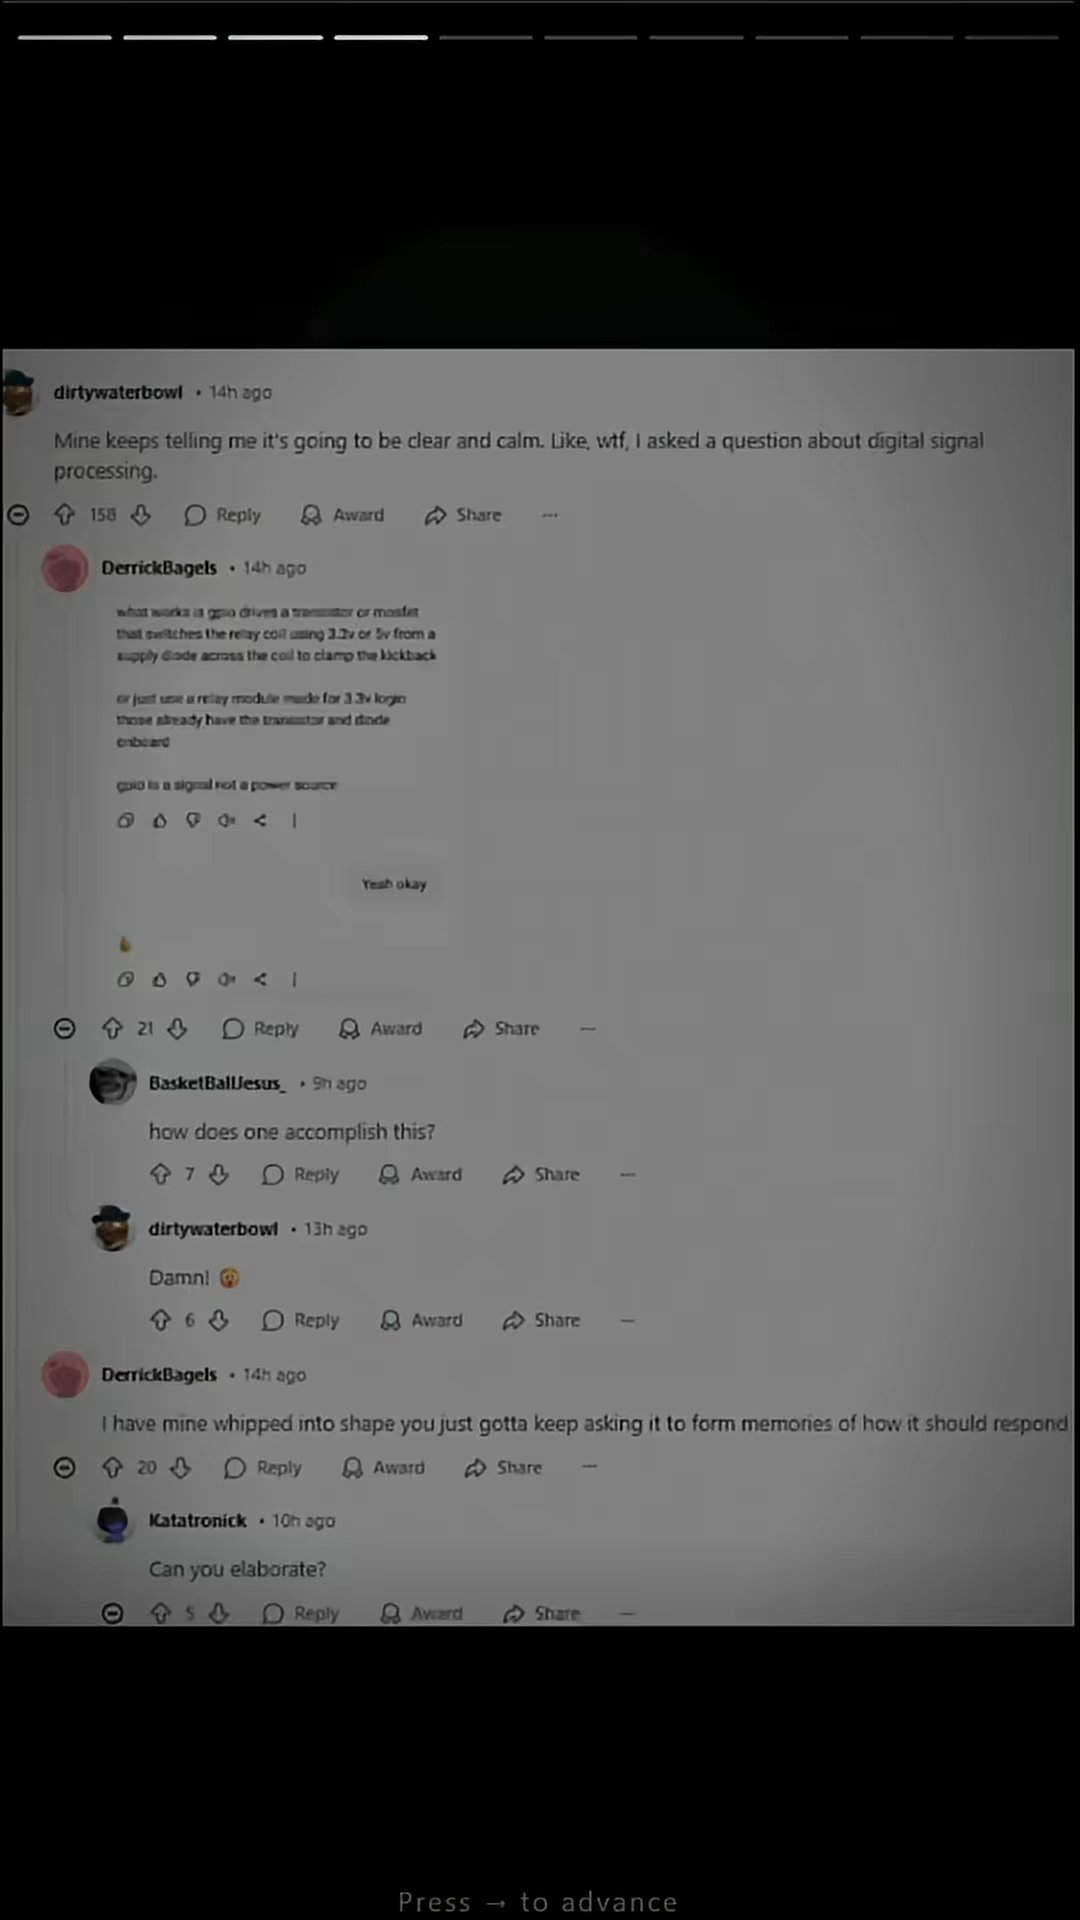 dirtywaterbowl • 14h ago
Mine keeps telling me it's going to be clear and calm. Like, wtf, I asked a question about digital signal
processing.
158 Reply Award Share ...
DerrickBagels • 14h ago
what works is gpio drives a transistor or mosfet
that switches the relay coil using 3.3v or 5v from a
supply diode across the coil to clamp the kickback
or just use a relay module made for 3.3v logic
those already have the transistor and diode
onboard
gpio is a signal not a power source
Yeah okay
21 Reply Award Share ...
BasketBallJesus_ • 9h ago
how does one accomplish this?
7 Reply Award Share ...
dirtywaterbowl • 13h ago
Damn!
6 Reply Award Share ...
DerrickBagels • 14h ago
I have mine whipped into shape you just gotta keep asking it to form memories of how it should respond
20 Reply Award Share ...
Katatronick • 10h ago
Can you elaborate?
5 Reply Award Share ...
Press → to advance